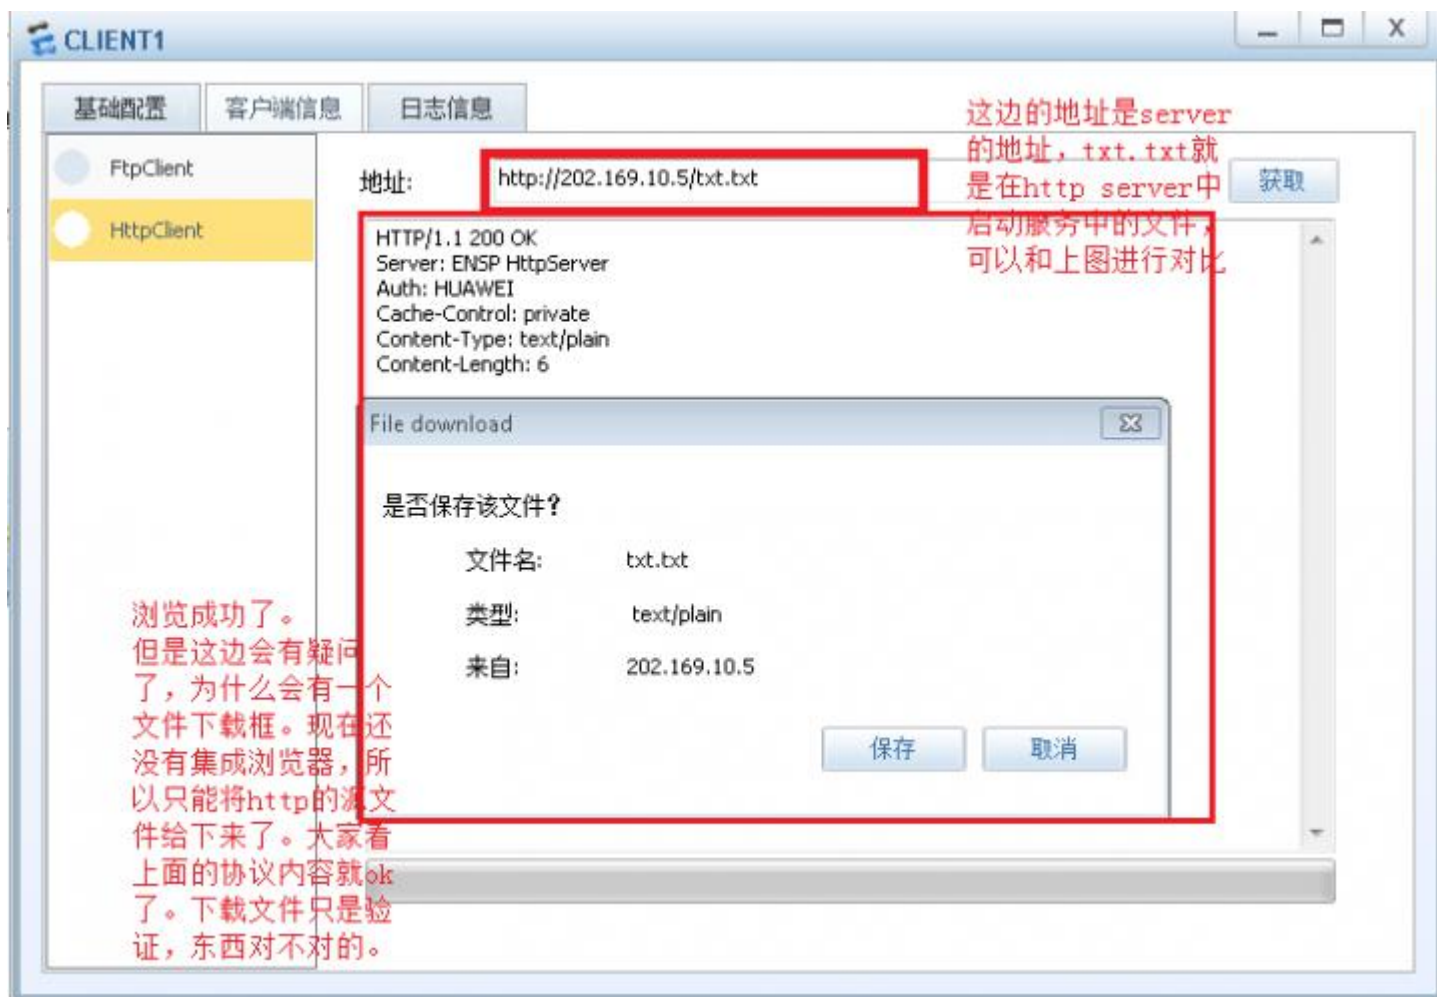 CLIENT1
基础配置
客户端信息
日志信息
FtpClient
HttpClient
地址:
http://202.169.10.5/txt.txt
获取
这边的地址是server
的地址，txt.txt就
是在http server中
启动服务中的文件，
可以和上图进行对比
HTTP/1.1 200 OK
Server: ENSP HttpServer
Auth: HUAWEI
Cache-Control: private
Content-Type: text/plain
Content-Length: 6
File download
是否保存该文件?
文件名: txt.txt
类型: text/plain
来自: 202.169.10.5
保存
取消
浏览成功了。
但是这边会有疑问
了，为什么会有一个
文件下载框。现在还
没有集成浏览器，所
以只能将http的源文
件给下来了。大家看
上面的协议内容就ok
了。下载文件只是验
证，东西对不对的。